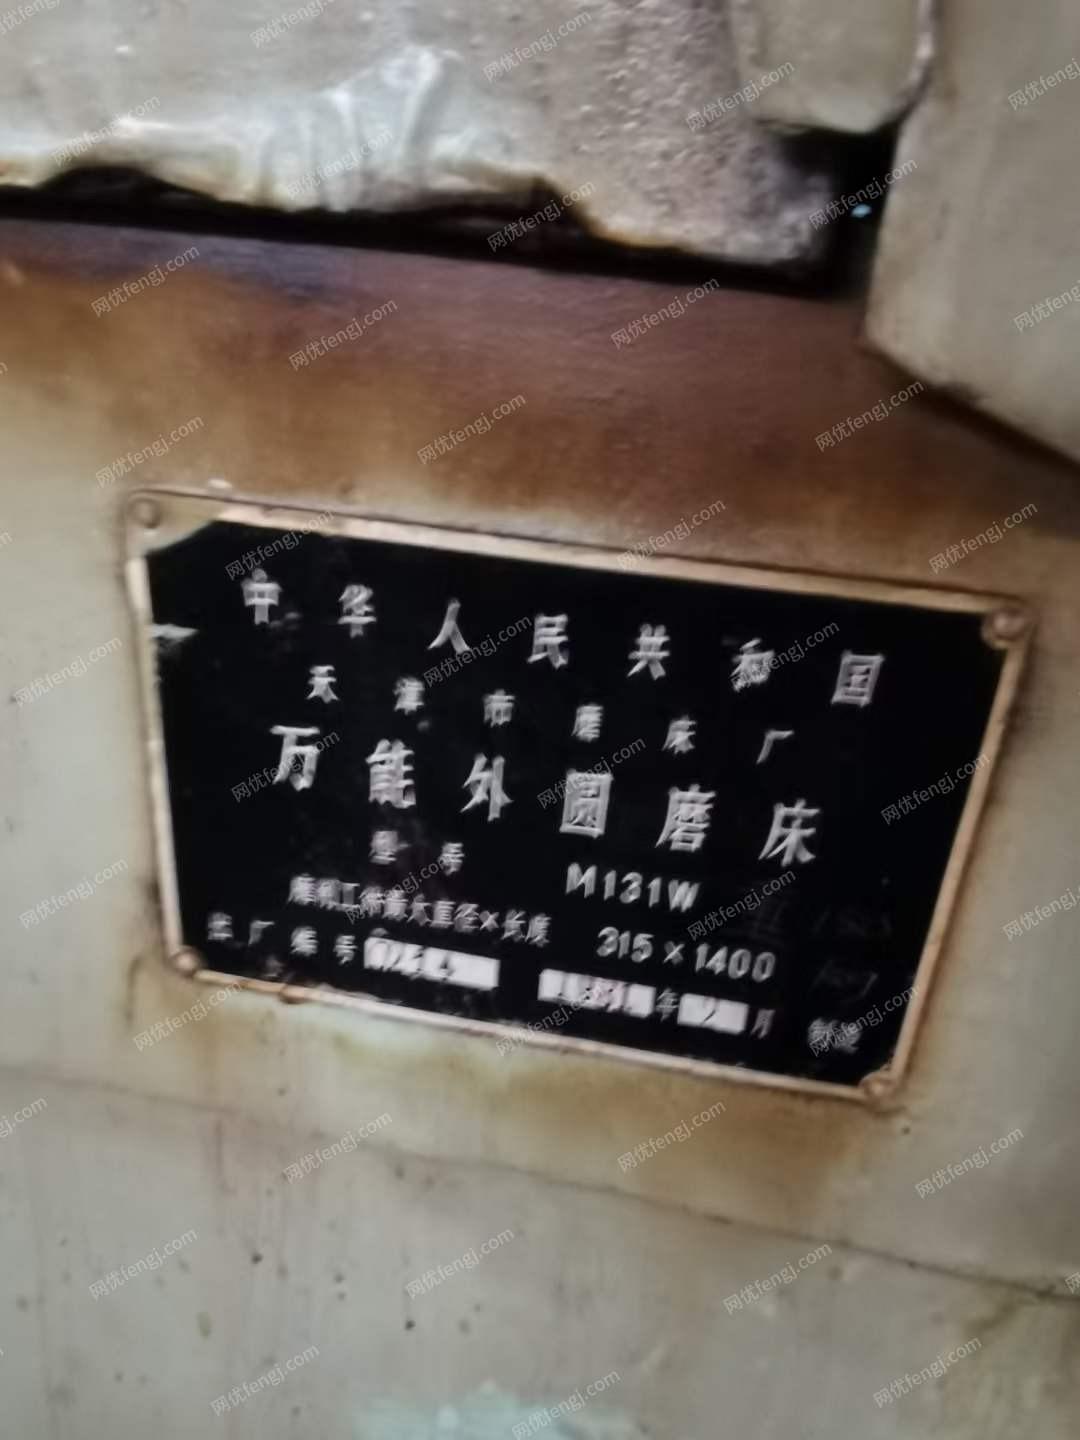 中华人民共和国
天津市磨床厂
万能外圆磨床
型号 M131W
磨削工件最大直径×长度 315×1400
出厂编号 年 月
网优fengj.com